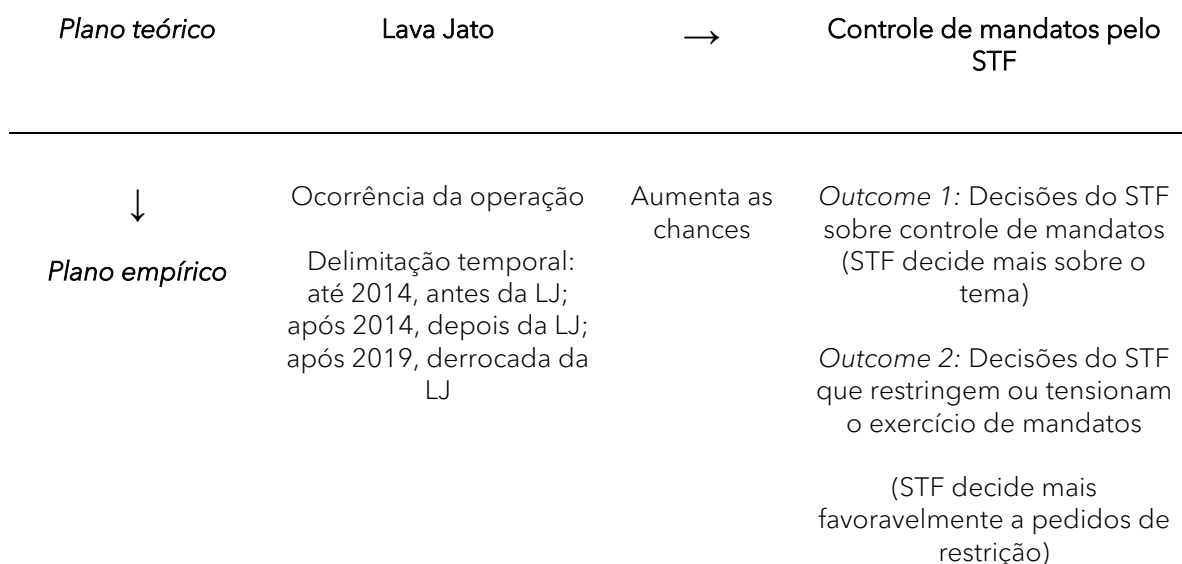 Plano teórico
Lava Jato
→
Controle de mandatos pelo
STF
↓
Plano empírico
Ocorrência da operação
Delimitação temporal:
até 2014, antes da LJ;
após 2014, depois da LJ;
após 2019, derrocada da
LJ
Aumenta as
chances
Outcome 1: Decisões do STF
sobre controle de mandatos
(STF decide mais sobre o
tema)
Outcome 2: Decisões do STF
que restringem ou tensionam
o exercício de mandatos
(STF decide mais
favoravelmente a pedidos de
restrição)